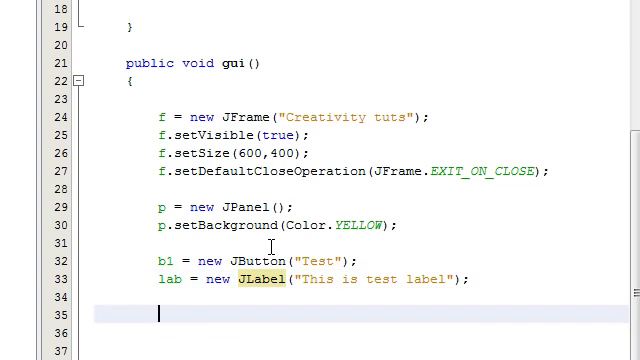 18
19 }
20
21 public void gui()
22 {
23
24 f = new JFrame("Creativity tuts");
25 f.setVisible(true);
26 f.setSize(600,400);
27 f.setDefaultCloseOperation(JFrame.EXIT_ON_CLOSE);
28
29 p = new JPanel();
30 p.setBackground(Color.YELLOW);
31
32 b1 = new JButton("Test");
33 lab = new JLabel("This is test label");
34
35
36
37